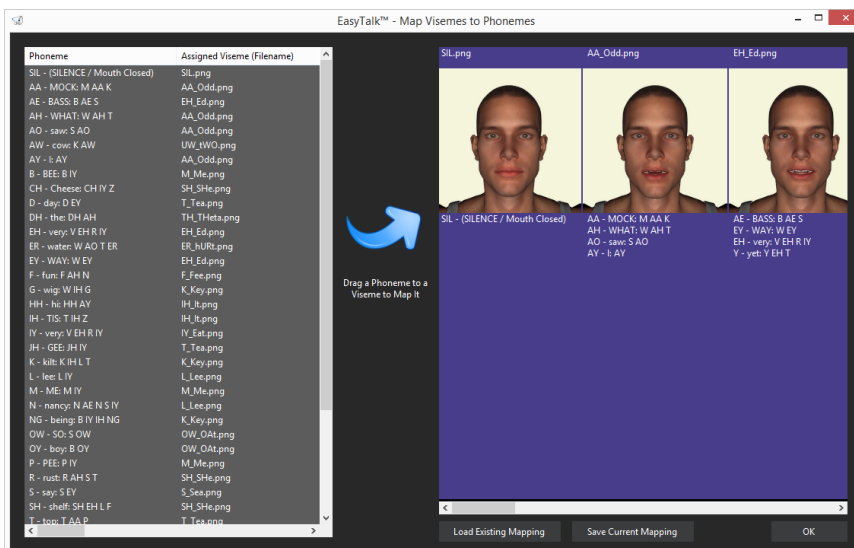 EasyTalk™ - Map Visemes to Phonemes
Phoneme Assigned Viseme (Filename)
SIL - (SILENCE / Mouth Closed) SIL.png
AA - MOCK: M AA K AA_Odd.png
AE - BASS: B AE S EH_Ed.png
AH - WHAT: W AH T AA_Odd.png
AO - saw: S AO AA_Odd.png
AW - cow: K AW UW_tWO.png
AY - I: AY AA_Odd.png
B - BEE: B IY M_Me.png
CH - Cheese: CH IY Z SH_SHe.png
D - day: D EY T_Tea.png
DH - the: DH AH TH_THeta.png
EH - very: V EH R IY EH_Ed.png
ER - water: W AO T ER ER_hURt.png
EY - WAY: W EY EH_Ed.png
F - fun: F AH N F_Fee.png
G - wig: W IH G K_Key.png
HH - hi: HH AY IH_It.png
IH - TIS: T IH Z IH_It.png
IY - very: V EH R IY IY_Eat.png
JH - GEE: JH IY T_Tea.png
K - kilt: K IH L T K_Key.png
L - lee: L IY L_Lee.png
M - ME: M IY M_Me.png
N - nancy: N AE N S IY L_Lee.png
NG - being: B IY IH NG K_Key.png
OW - SO: S OW OW_OAt.png
OY - boy: B OY OW_OAt.png
P - PEE: P IY M_Me.png
R - rust: R AH S T SH_SHe.png
S - say: S EY S_Sea.png
SH - shelf: SH EH L F SH_SHe.png
T - top: T AA P T_Tea.png
Drag a Phoneme to a
Viseme to Map It
SIL.png AA_Odd.png EH_Ed.png
SIL - (SILENCE / Mouth Closed) AA - MOCK: M AA K AE - BASS: B AE S
AH - WHAT: W AH T EY - WAY: W EY
AO - saw: S AO EH - very: V EH R IY
AY - I: AY Y - yet: Y EH T
Load Existing Mapping Save Current Mapping OK